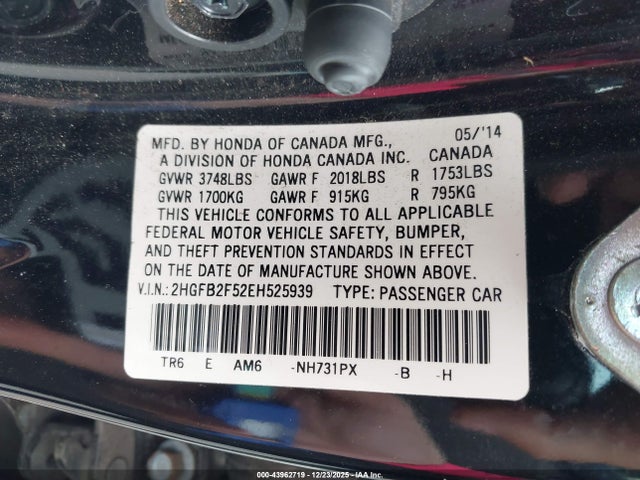 MFD. BY HONDA OF CANADA MFG., 05/'14
A DIVISION OF HONDA CANADA INC. CANADA
GVWR 3748LBS GAWR F 2018LBS R 1753LBS
GVWR 1700KG GAWR F 915KG R 795KG
THIS VEHICLE CONFORMS TO ALL APPLICABLE
FEDERAL MOTOR VEHICLE SAFETY, BUMPER,
AND THEFT PREVENTION STANDARDS IN EFFECT
ON THE DATE OF MANUFACTURE SHOWN ABOVE.
V.I.N.: 2HGFB2F52EH525939 TYPE: PASSENGER CAR
TR6 E AM6 -NH731PX -B -H
000-43962719 - 12/23/2025 - IAA Inc.